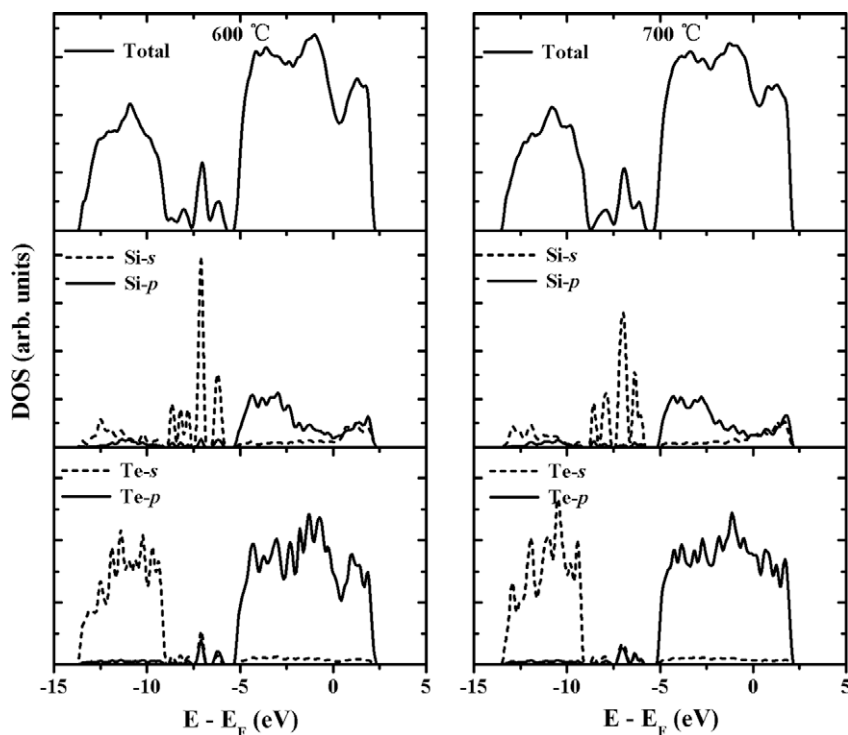 600 ℃
Total
Si-s
Si-p
Te-s
Te-p
-15 -10 -5 0 5
E - E_F (eV)
700 ℃
Total
Si-s
Si-p
Te-s
Te-p
-15 -10 -5 0 5
E - E_F (eV)
DOS (arb. units)